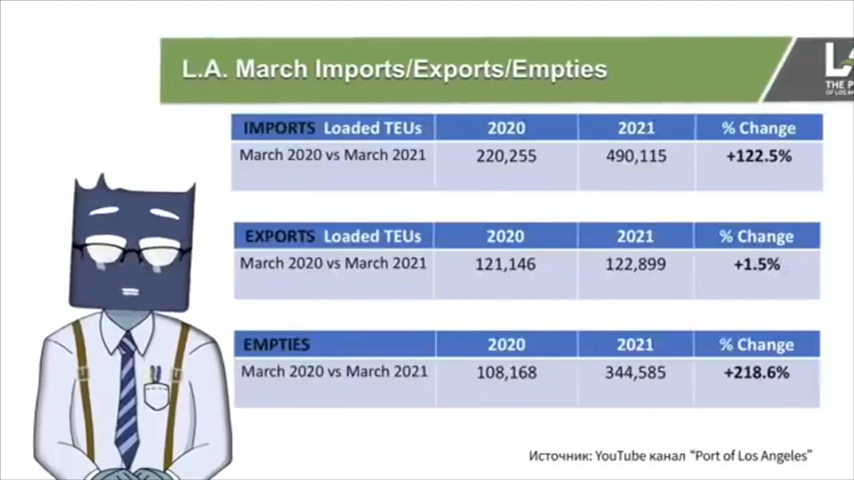 L.A. March Imports/Exports/Empties
IMPORTS Loaded TEUs 2020 2021 % Change
March 2020 vs March 2021 220,255 490,115 +122.5%
EXPORTS Loaded TEUs 2020 2021 % Change
March 2020 vs March 2021 121,146 122,899 +1.5%
EMPTIES 2020 2021 % Change
March 2020 vs March 2021 108,168 344,585 +218.6%
Источник: YouTube канал “Port of Los Angeles”